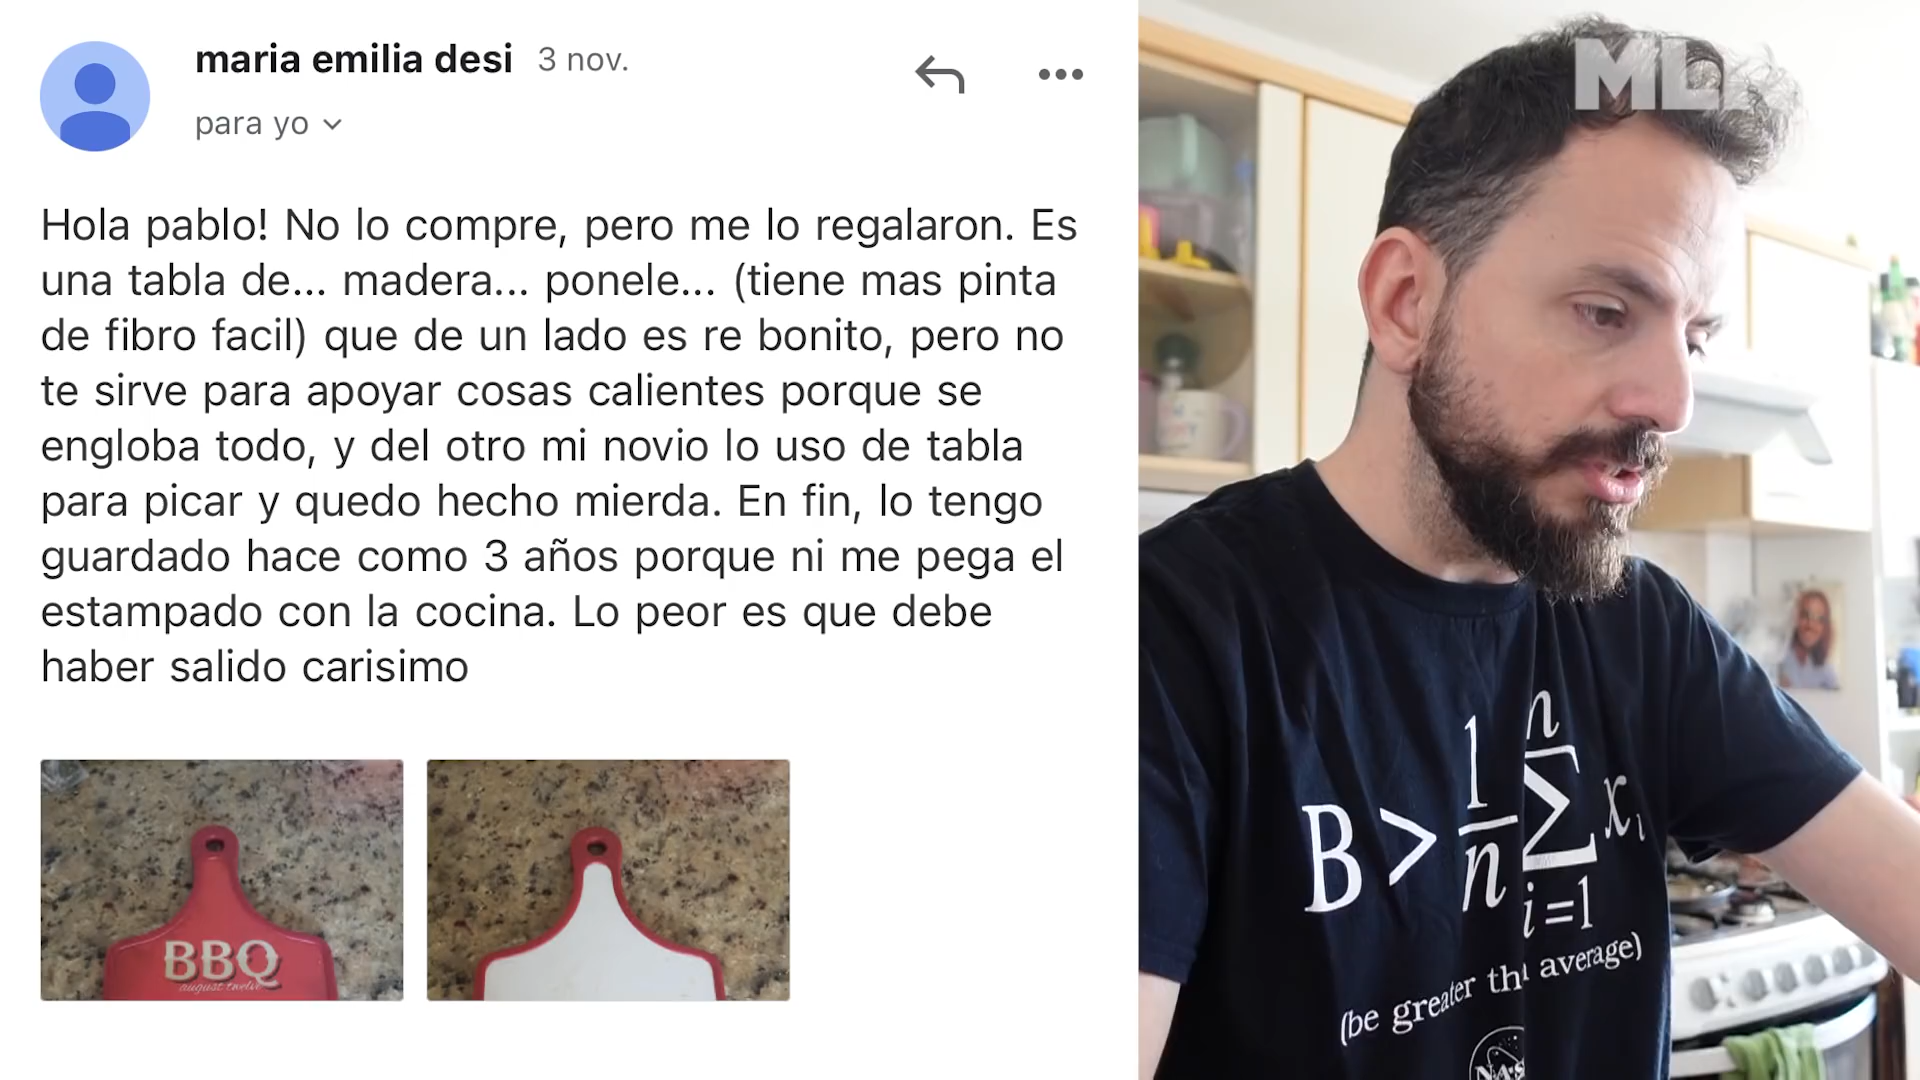 maria emilia desi 3 nov.
para yo
Hola pablo! No lo compre, pero me lo regalaron. Es
una tabla de... madera... ponele... (tiene mas pinta
de fibro facil) que de un lado es re bonito, pero no
te sirve para apoyar cosas calientes porque se
engloba todo, y del otro mi novio lo uso de tabla
para picar y quedo hecho mierda. En fin, lo tengo
guardado hace como 3 años porque ni me pega el
estampado con la cocina. Lo peor es que debe
haber salido carisimo
BBQ
august twelve
B > 1/n n Σ i=1 x i
(be greater th average)